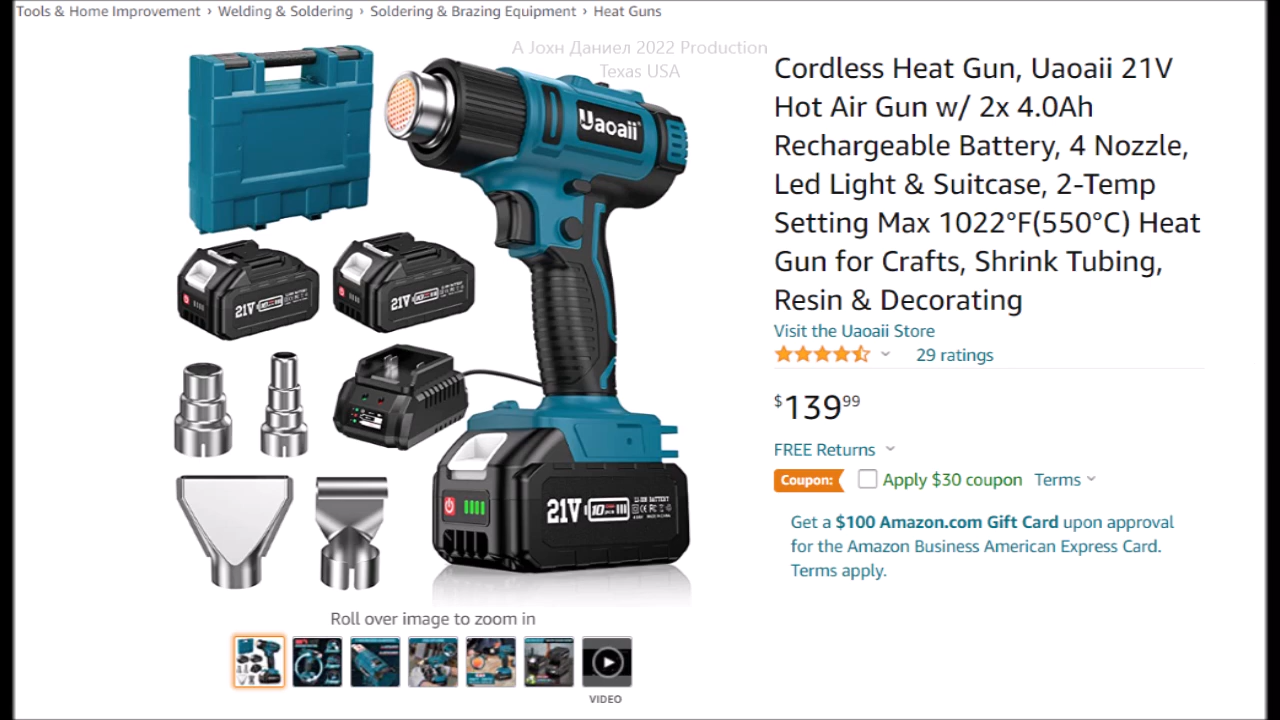 Tools & Home Improvement › Welding & Soldering › Soldering & Brazing Equipment › Heat Guns
А Јохн Даниел 2022 Production
Texas USA
Uaoaii
21V
21V
21V
LI-ION BATTERY
Roll over image to zoom in
VIDEO
Cordless Heat Gun, Uaoaii 21V
Hot Air Gun w/ 2x 4.0Ah
Rechargeable Battery, 4 Nozzle,
Led Light & Suitcase, 2-Temp
Setting Max 1022°F(550°C) Heat
Gun for Crafts, Shrink Tubing,
Resin & Decorating
Visit the Uaoaii Store
29 ratings
$13999
FREE Returns
Coupon: Apply $30 coupon Terms
Get a $100 Amazon.com Gift Card upon approval
for the Amazon Business American Express Card.
Terms apply.